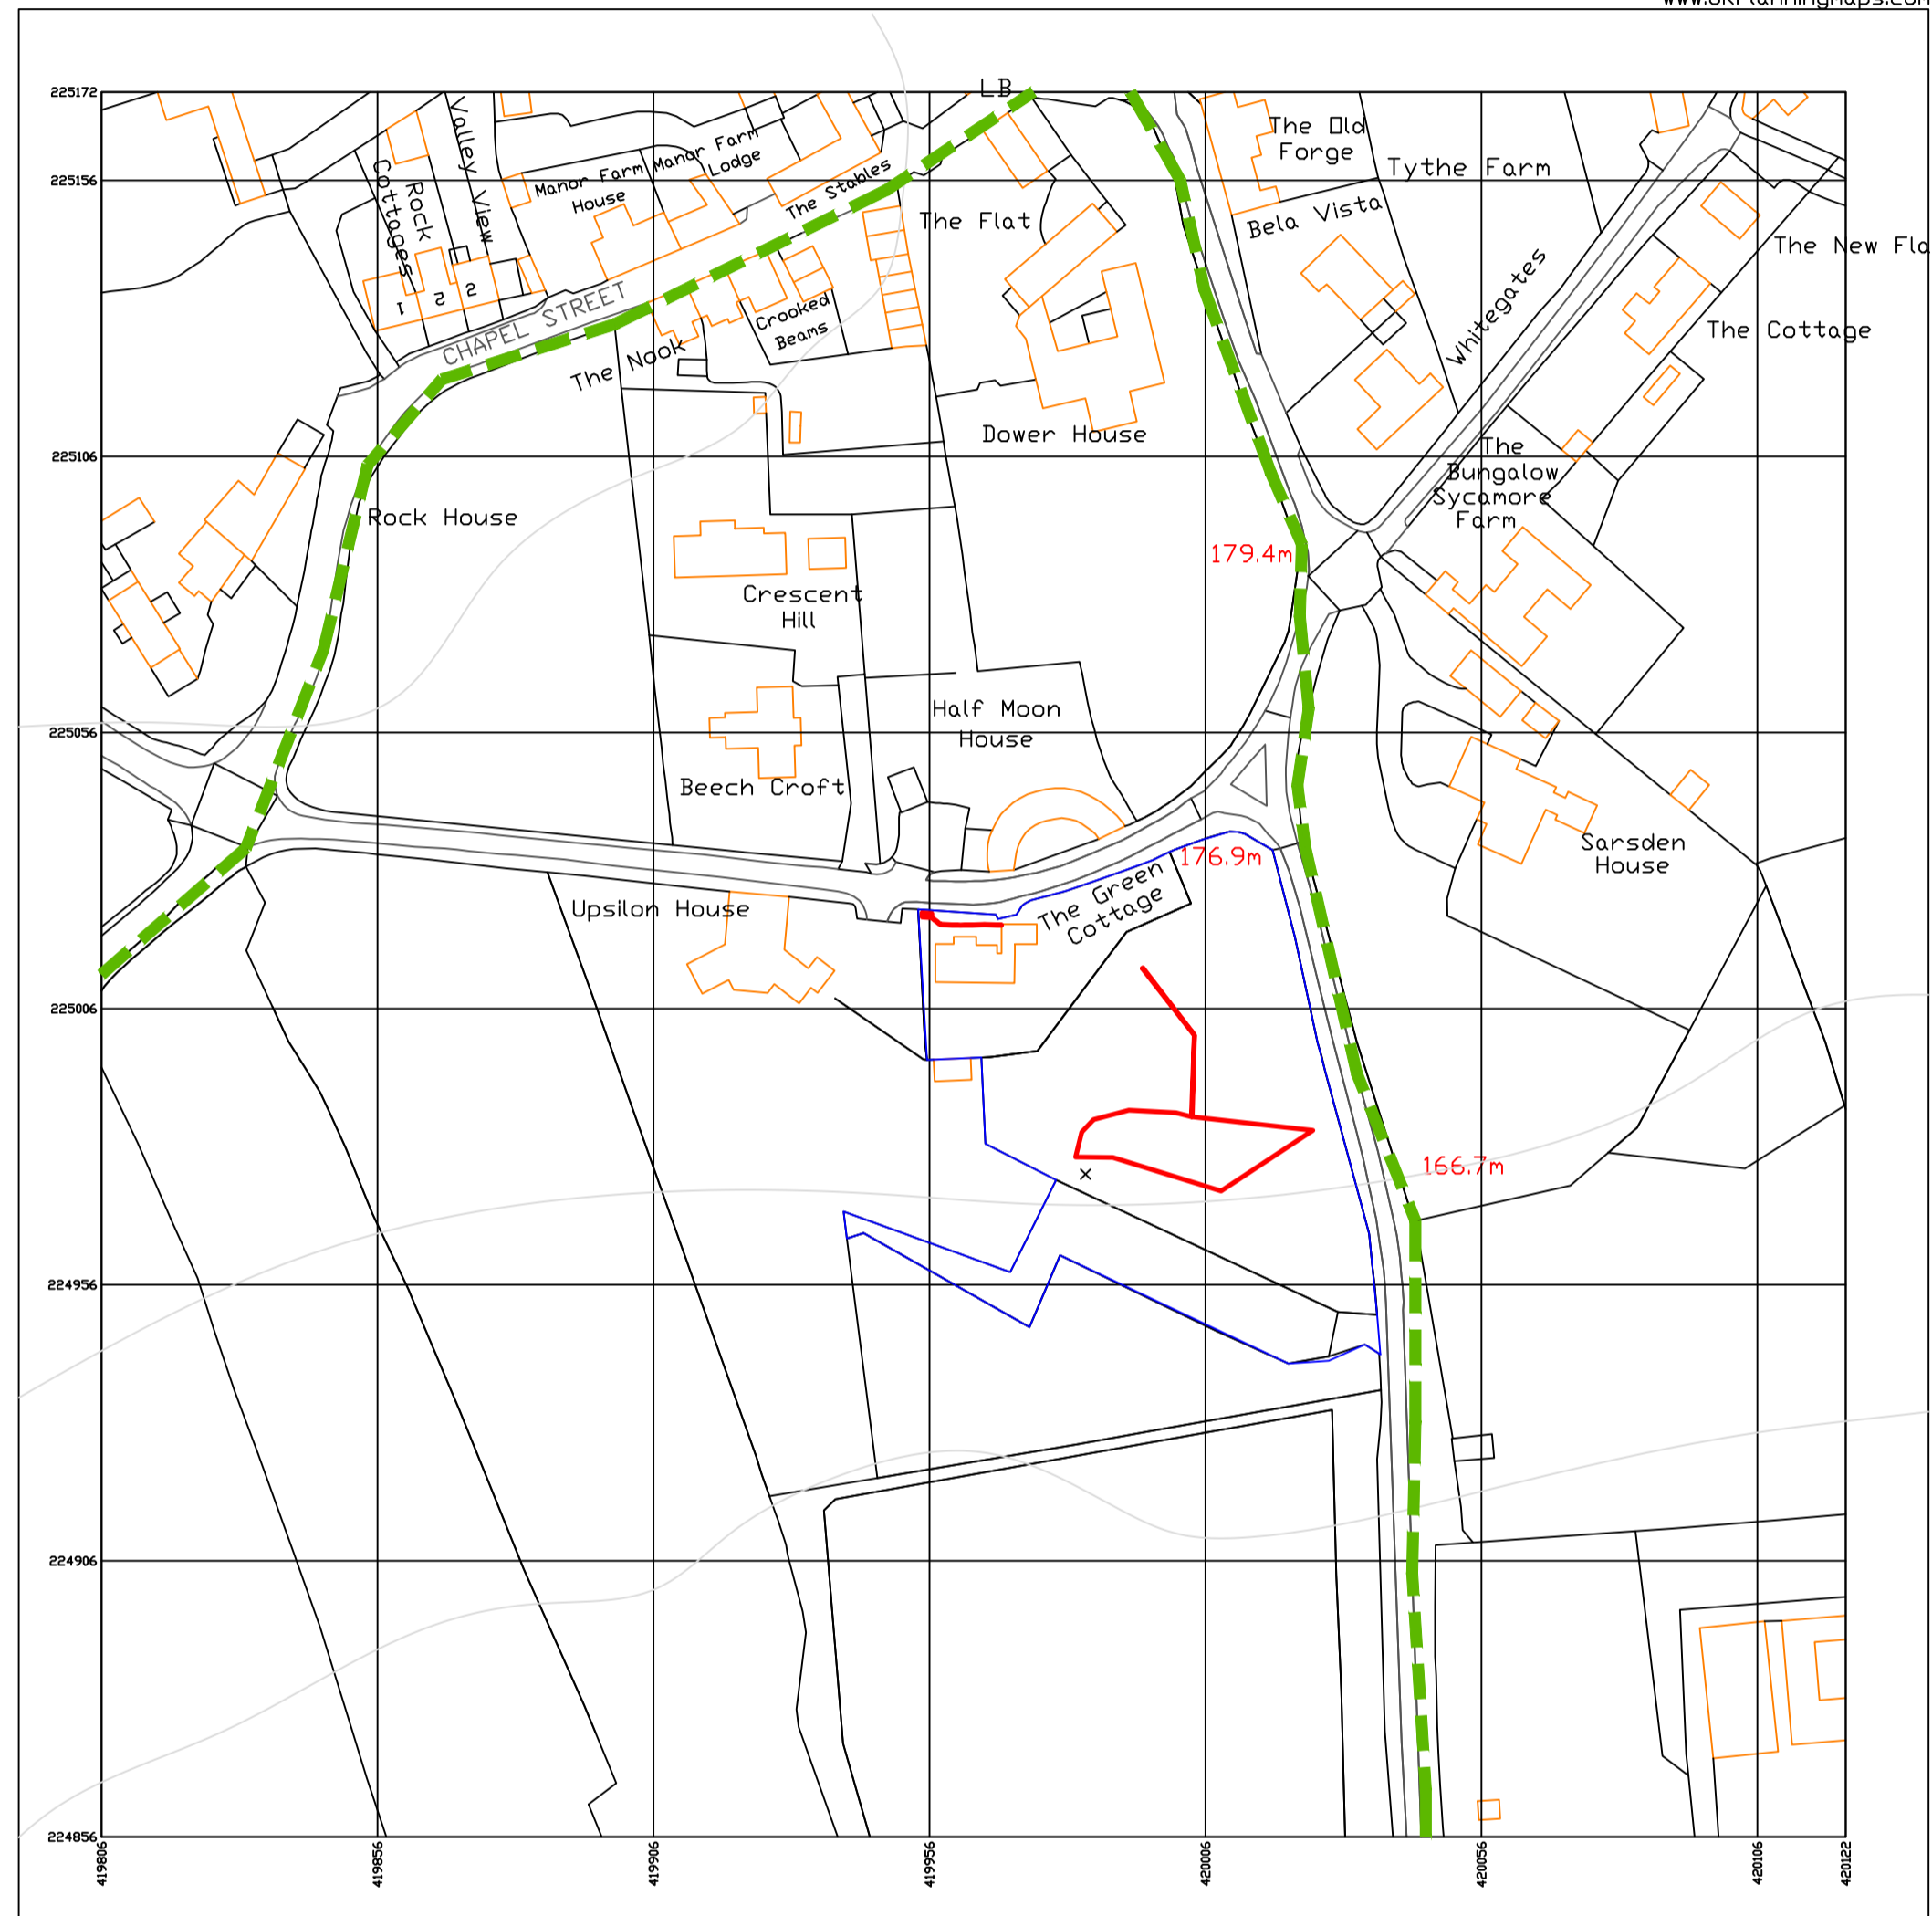 LB
225172
The Old
Forge
Tythe Farm
Valley View
Manor Farm
House
Manor Farm
Lodge
The Stables
225156
Rock
Cottages
The Flat
Bela Vista
The New Fla
1
2
2
CHAPEL STREET
Crooked
Beams
Whitegates
The Cottage
The Nook
Dower House
225106
The
Bungalow
Sycamore
Farm
Rock House
179.4m
Crescent
Hill
Half Moon
House
225056
Beech Croft
Sarsden
House
176.9m
The Green
Cottage
Upsilon House
225006
166.7m
224956
224906
224856
419806
419856
419906
419956
420006
420056
420106
420122